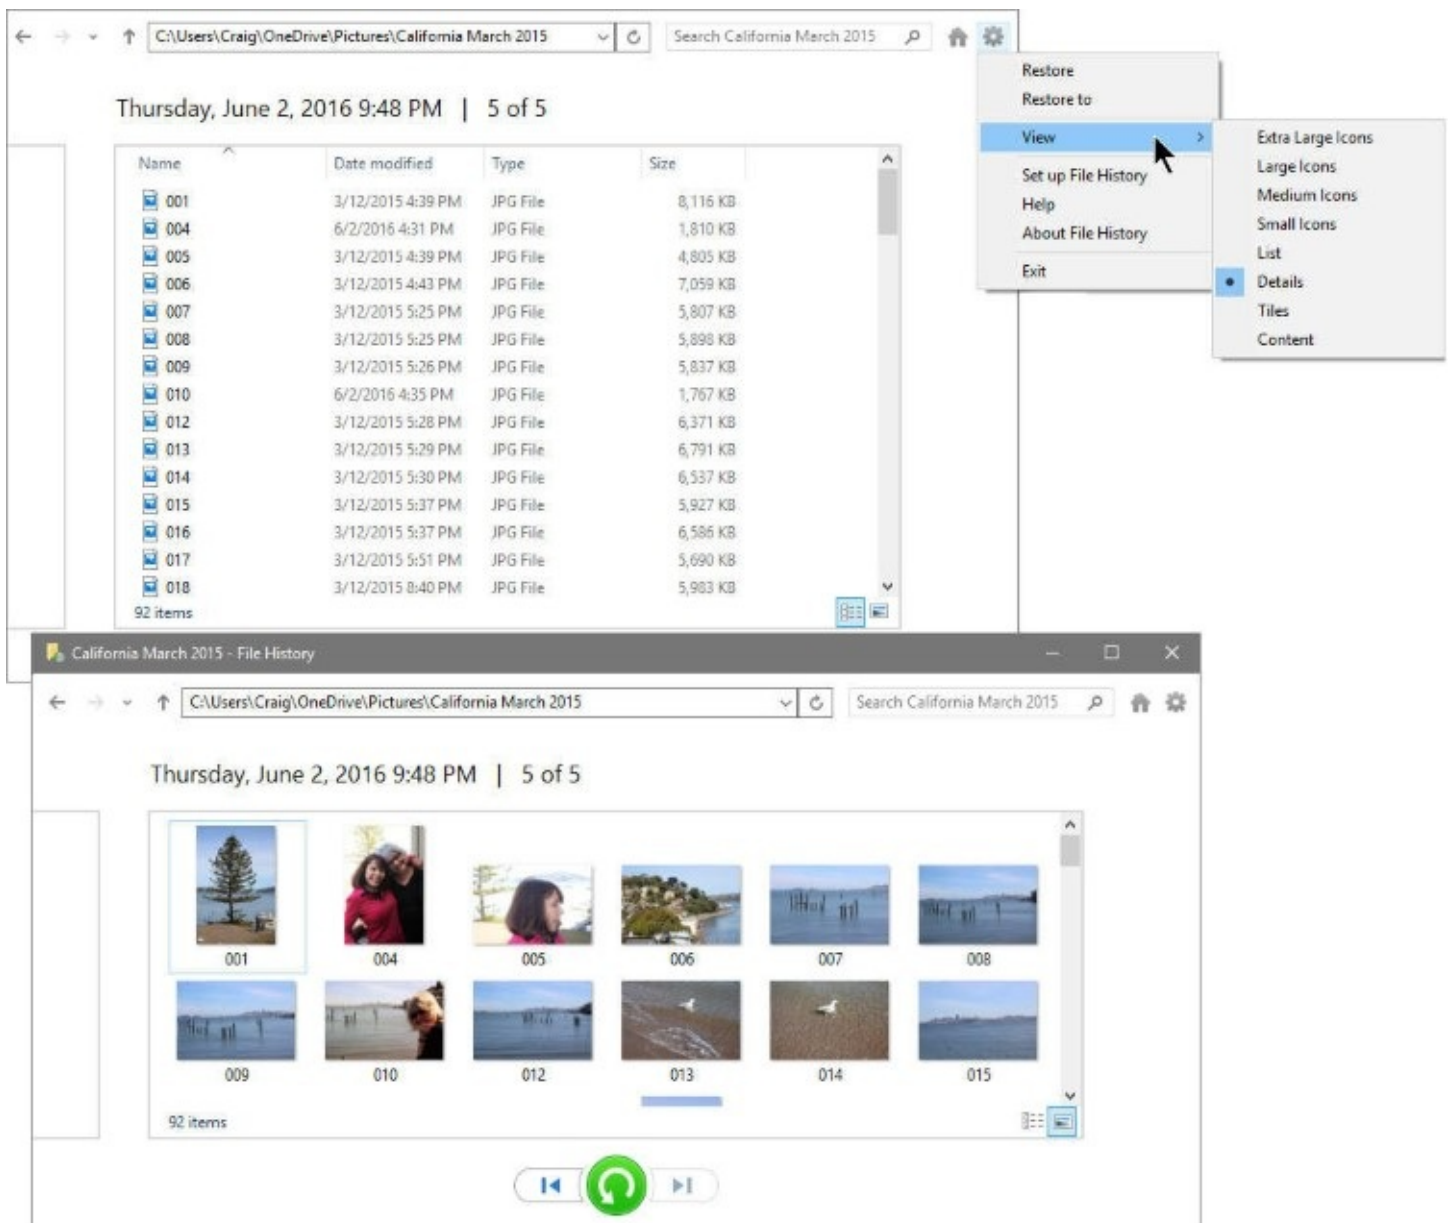 C:\Users\Craig\OneDrive\Pictures\California March 2015
Search California March 2015
Thursday, June 2, 2016 9:48 PM | 5 of 5
Name Date modified Type Size
001 3/12/2015 4:39 PM JPG File 8,116 KB
004 6/2/2016 4:31 PM JPG File 1,810 KB
005 3/12/2015 4:39 PM JPG File 4,805 KB
006 3/12/2015 4:43 PM JPG File 7,059 KB
007 3/12/2015 5:25 PM JPG File 5,807 KB
008 3/12/2015 5:25 PM JPG File 5,898 KB
009 3/12/2015 5:26 PM JPG File 5,837 KB
010 6/2/2016 4:35 PM JPG File 1,767 KB
012 3/12/2015 5:28 PM JPG File 6,371 KB
013 3/12/2015 5:29 PM JPG File 6,791 KB
014 3/12/2015 5:30 PM JPG File 6,537 KB
015 3/12/2015 5:37 PM JPG File 5,927 KB
016 3/12/2015 5:37 PM JPG File 6,586 KB
017 3/12/2015 5:51 PM JPG File 5,690 KB
018 3/12/2015 8:40 PM JPG File 5,983 KB
92 items
Restore
Restore to
View
Set up File History
Help
About File History
Exit
Extra Large Icons
Large Icons
Medium Icons
Small Icons
List
Details
Tiles
Content
California March 2015 - File History
C:\Users\Craig\OneDrive\Pictures\California March 2015
Search California March 2015
Thursday, June 2, 2016 9:48 PM | 5 of 5
001 004 005 006 007 008
009 010 012 013 014 015
92 items